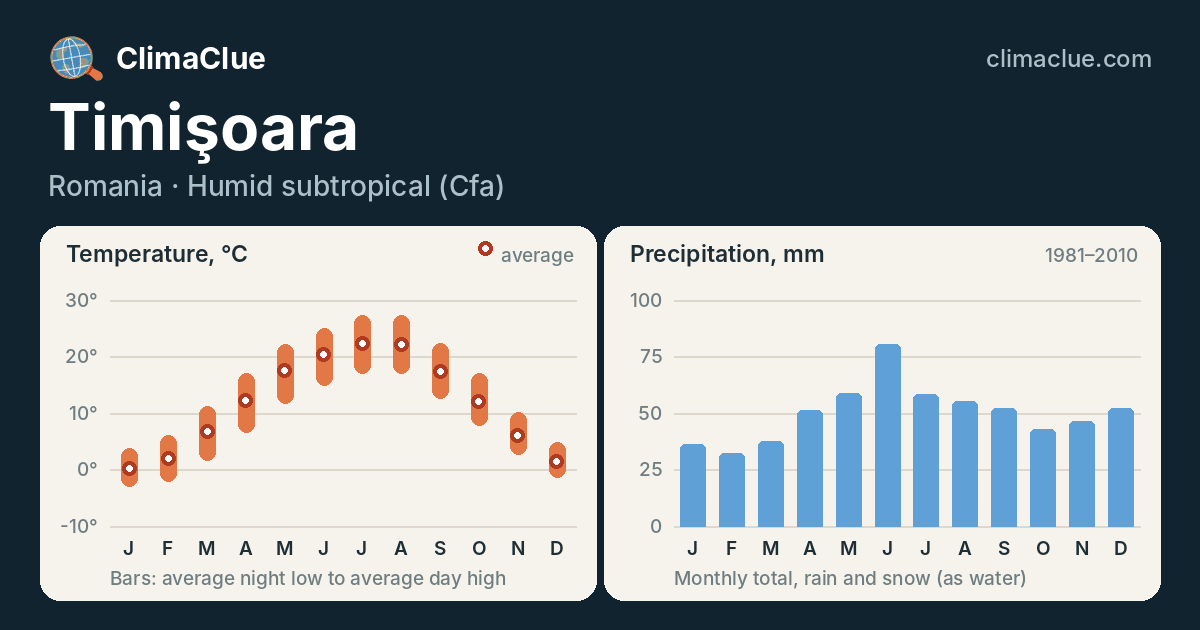 ClimaClue
climaclue.com
Timişoara
Romania · Humid subtropical (Cfa)
Temperature, °C
average
30°
20°
10°
0°
-10°
J F M A M J J A S O N D
Bars: average night low to average day high
Precipitation, mm
1981–2010
100
75
50
25
0
J F M A M J J A S O N D
Monthly total, rain and snow (as water)